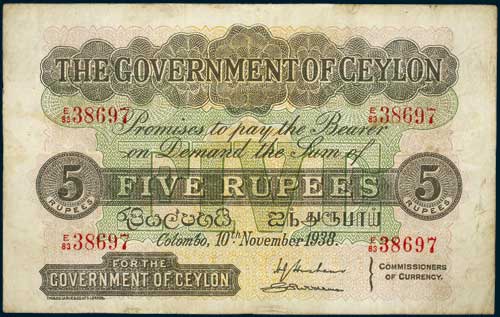 THE GOVERNMENT OF CEYLON
E/83 38697 E/83 38697
Promises to pay the Bearer
on Demand the Sum of
5 RUPEES FIVE RUPEES 5 RUPEES
රුපියල්පහයි ஐந்துரூபாய்
E/83 38697 Colombo, 10th November 1938. E/83 38697
FOR THE
GOVERNMENT OF CEYLON
COMMISSIONERS
OF CURRENCY.